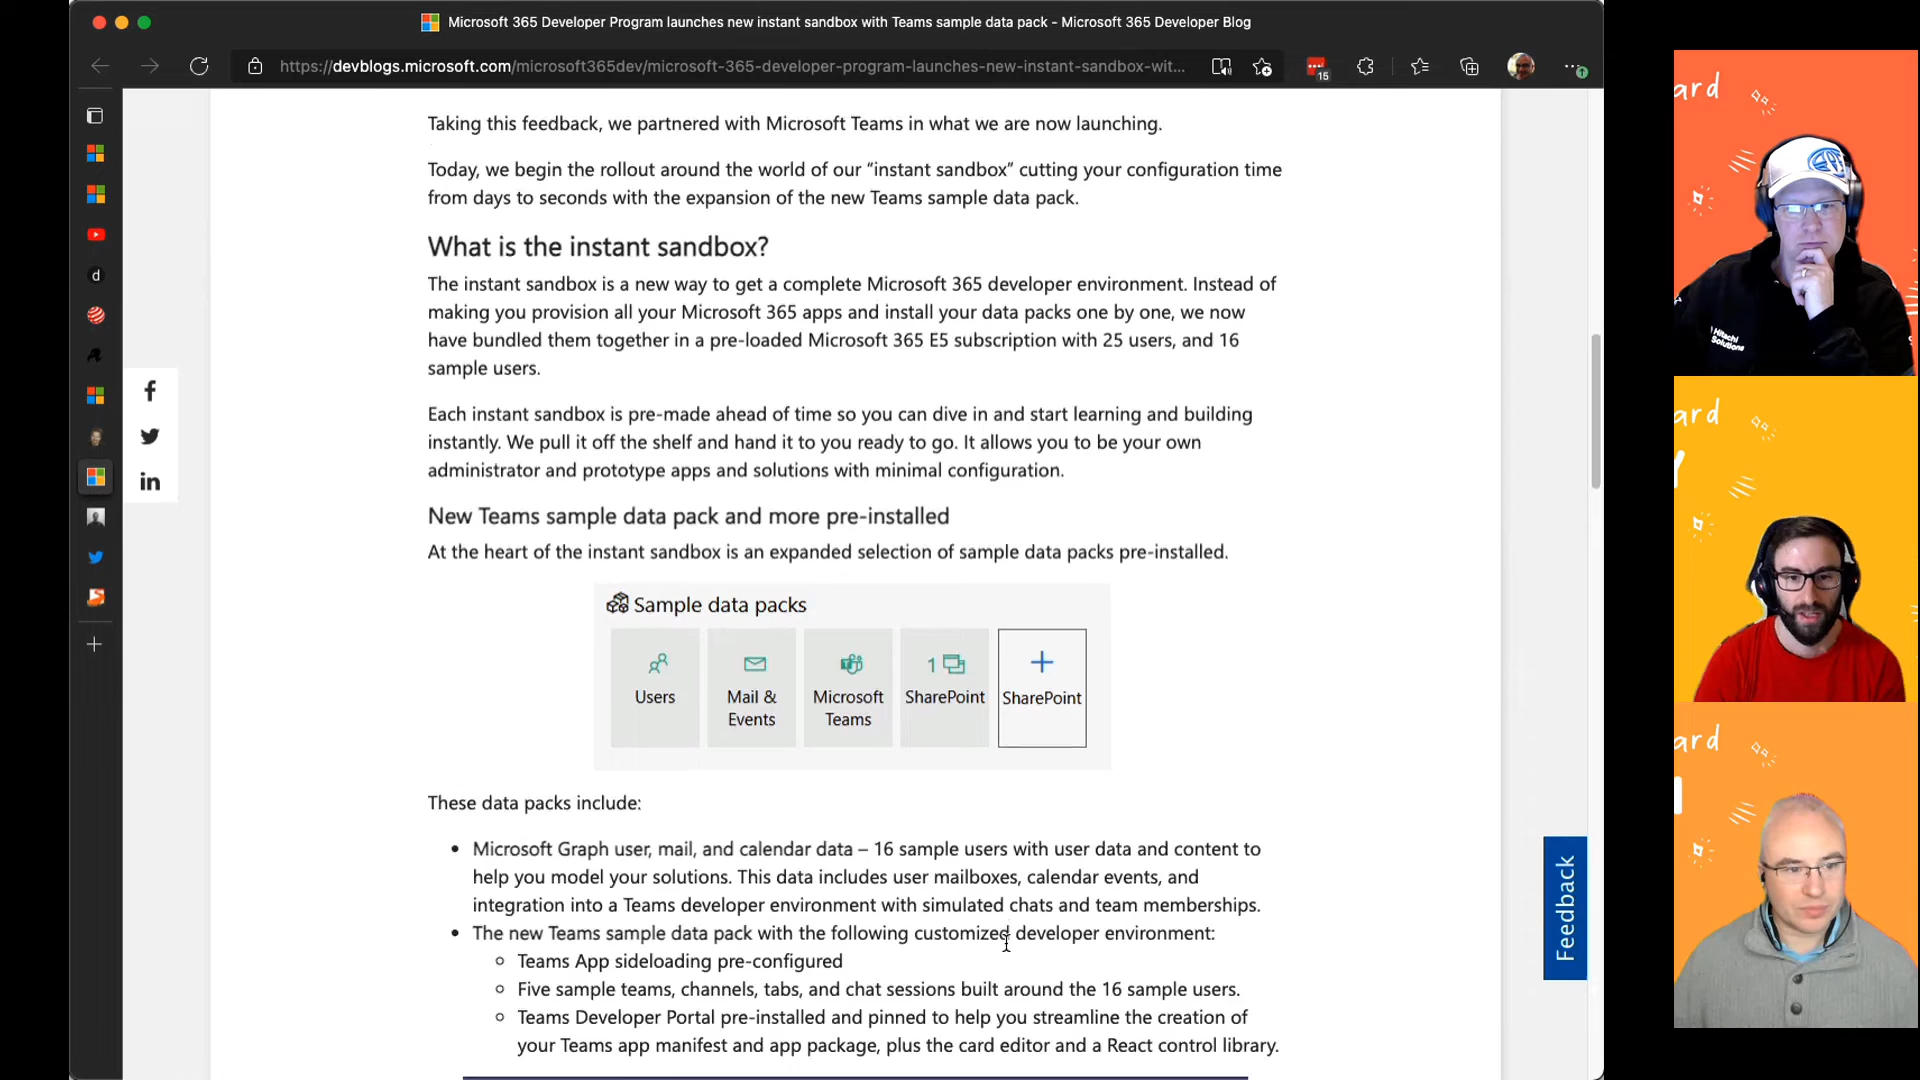 Microsoft 365 Developer Program launches new instant sandbox with Teams sample data pack - Microsoft 365 Developer Blog
https://devblogs.microsoft.com/microsoft365dev/microsoft-365-developer-program-launches-new-instant-sandbox-wit...
15
Taking this feedback, we partnered with Microsoft Teams in what we are now launching.
Today, we begin the rollout around the world of our “instant sandbox” cutting your configuration time
from days to seconds with the expansion of the new Teams sample data pack.
What is the instant sandbox?
The instant sandbox is a new way to get a complete Microsoft 365 developer environment. Instead of
making you provision all your Microsoft 365 apps and install your data packs one by one, we now
have bundled them together in a pre-loaded Microsoft 365 E5 subscription with 25 users, and 16
sample users.
Each instant sandbox is pre-made ahead of time so you can dive in and start learning and building
instantly. We pull it off the shelf and hand it to you ready to go. It allows you to be your own
administrator and prototype apps and solutions with minimal configuration.
New Teams sample data pack and more pre-installed
At the heart of the instant sandbox is an expanded selection of sample data packs pre-installed.
Sample data packs
Users
Mail &
Events
Microsoft
Teams
1
SharePoint
SharePoint
These data packs include:
Microsoft Graph user, mail, and calendar data – 16 sample users with user data and content to
help you model your solutions. This data includes user mailboxes, calendar events, and
integration into a Teams developer environment with simulated chats and team memberships.
The new Teams sample data pack with the following customized developer environment:
Teams App sideloading pre-configured
Five sample teams, channels, tabs, and chat sessions built around the 16 sample users.
Teams Developer Portal pre-installed and pinned to help you streamline the creation of
your Teams app manifest and app package, plus the card editor and a React control library.
Feedback
ard
Hitachi
Solutions
ard
ard